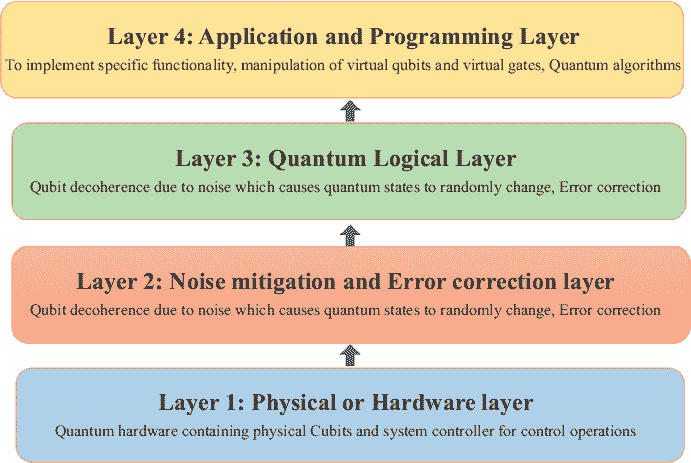 Layer 4: Application and Programming Layer
To implement specific functionality, manipulation of virtual qubits and virtual gates, Quantum algorithms
Layer 3: Quantum Logical Layer
Qubit decoherence due to noise which causes quantum states to randomly change, Error correction
Layer 2: Noise mitigation and Error correction layer
Qubit decoherence due to noise which causes quantum states to randomly change, Error correction
Layer 1: Physical or Hardware layer
Quantum hardware containing physical Cubits and system controller for control operations